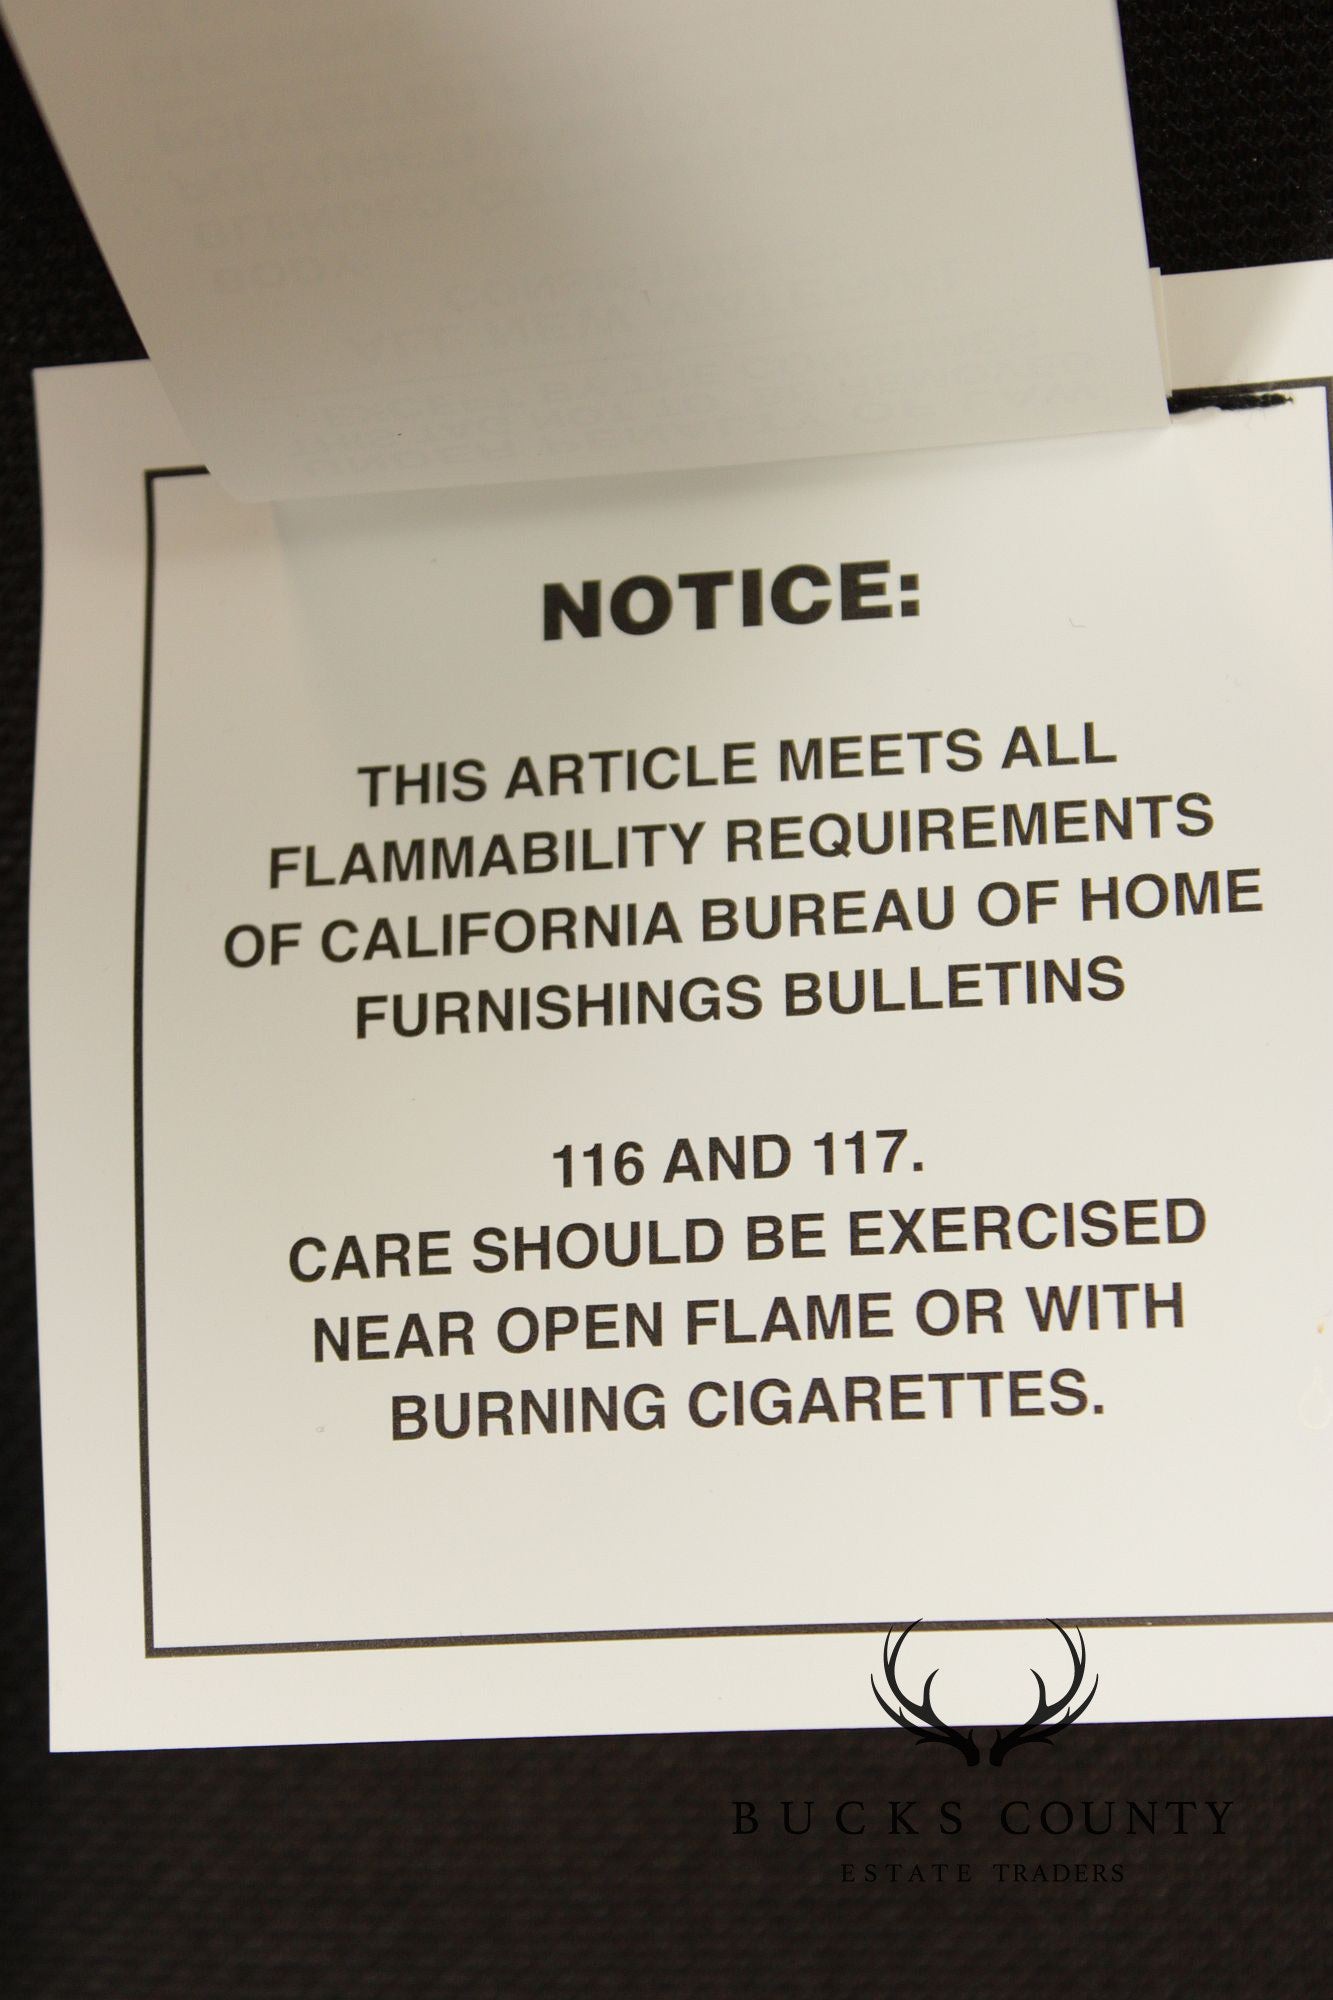 NOTICE:
THIS ARTICLE MEETS ALL
FLAMMABILITY REQUIREMENTS
OF CALIFORNIA BUREAU OF HOME
FURNISHINGS BULLETINS
116 AND 117.
CARE SHOULD BE EXERCISED
NEAR OPEN FLAME OR WITH
BURNING CIGARETTES.
BUCKS COUNTY
ESTATE TRADERS